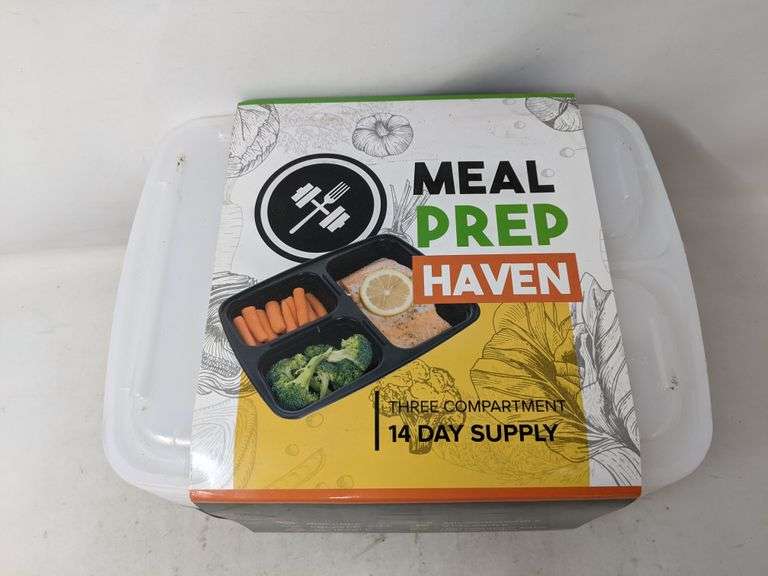 MEAL
PREP
HAVEN
THREE COMPARTMENT
14 DAY SUPPLY